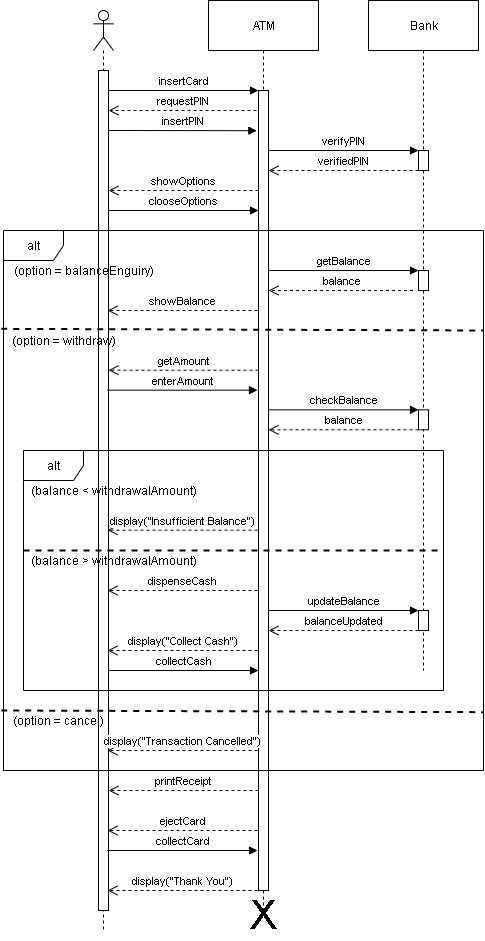 ATM
Bank
insertCard
requestPIN
insertPIN
verifyPIN
verifiedPIN
showOptions
clooseOptions
alt
(option = balanceEnguiry)
getBalance
balance
showBalance
(option = withdraw)
getAmount
enterAmount
checkBalance
balance
alt
(balance < withdrawalAmount)
display("Insufficient Balance")
(balance > withdrawalAmount)
dispenseCash
updateBalance
balanceUpdated
display("Collect Cash")
collectCash
(option = cancel)
display("Transaction Cancelled")
printReceipt
ejectCard
collectCard
display("Thank You")
X